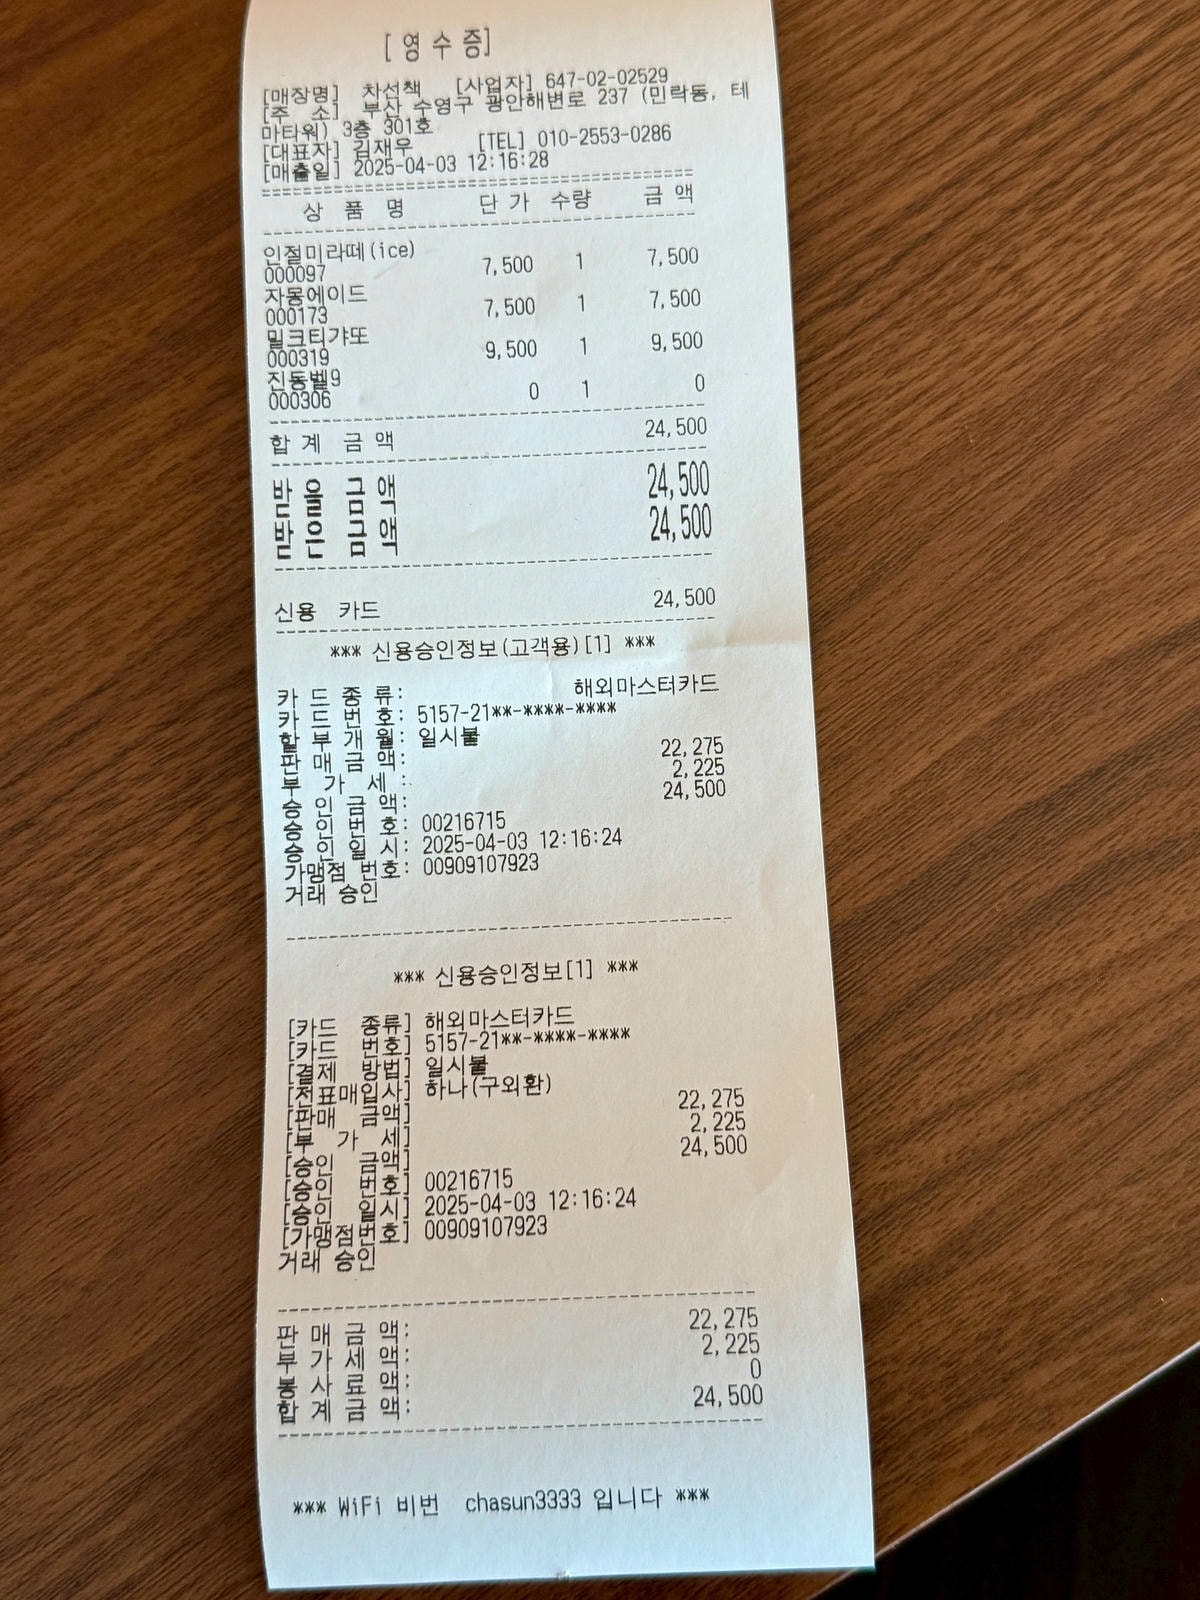 [ 영 수 증]
[매장명] 차선책 [사업자] 647-02-02529
[주 소] 부산 수영구 광안해변로 237 (민락동, 테
마타워) 3층 301호
[대표자] 김재우 [TEL] 010-2553-0286
[매출일] 2025-04-03 12:16:28
상 품 명 단 가 수량 금 액
인절미라떼(ice)
000097 7,500 1 7,500
자몽에이드
000173 7,500 1 7,500
밀크티갸또
000319 9,500 1 9,500
진동벨9
000306 0 1 0
합 계 금 액 24,500
받 을 금 액 24,500
받 은 금 액 24,500
신용 카드 24,500
*** 신용승인정보(고객용)[1] ***
카 드 종 류: 해외마스터카드
카 드 번 호: 5157-21**-****-****
할 부 개 월: 일시불
판 매 금 액: 22,275
부 가 세 : 2,225
승 인 금 액: 24,500
승 인 번 호: 00216715
승 인 일 시: 2025-04-03 12:16:24
가맹점 번호: 00909107923
거래 승인
*** 신용승인정보[1] ***
[카드 종류] 해외마스터카드
[카드 번호] 5157-21**-****-****
[결제 방법] 일시불
[전표매입사] 하나(구외환)
[판매 금액] 22,275
[부 가 세] 2,225
[승인 금액] 24,500
[승인 번호] 00216715
[승인 일시] 2025-04-03 12:16:24
[가맹점번호] 00909107923
거래 승인
판 매 금 액: 22,275
부 가 세 액: 2,225
봉 사 료 액: 0
합 계 금 액: 24,500
*** WiFi 비번 chasun3333 입니다 ***